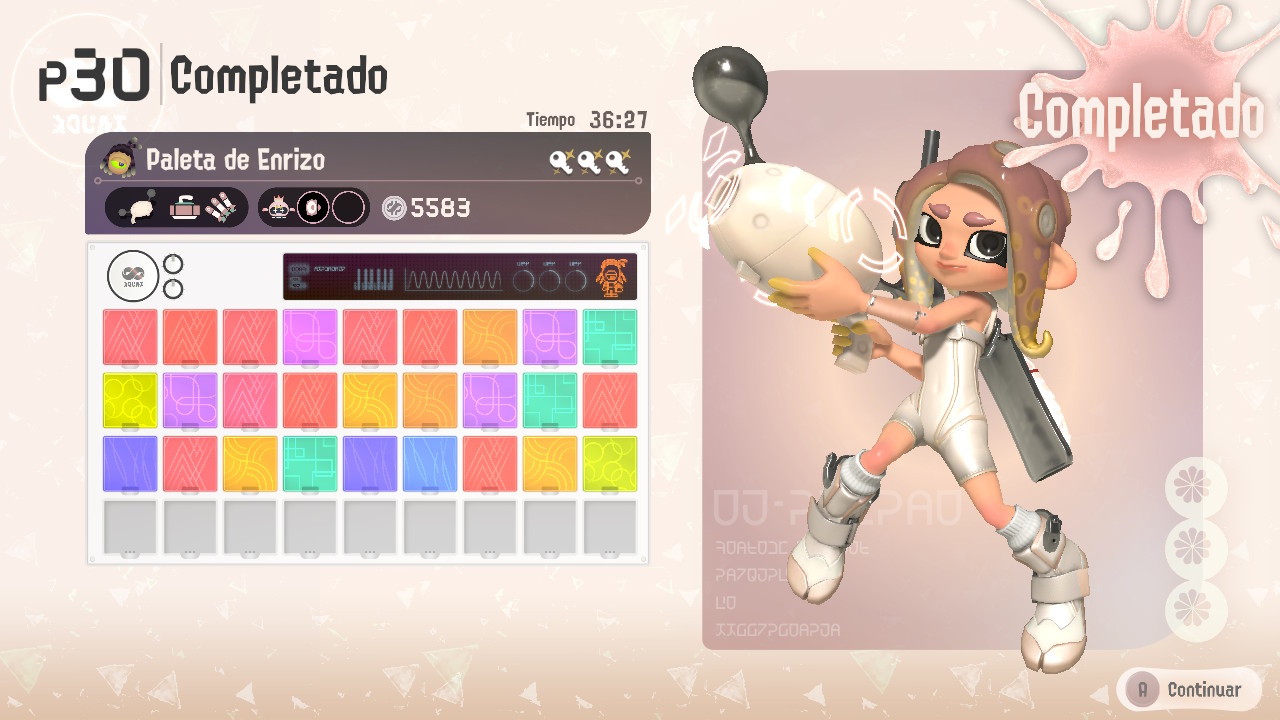 P30 Completado
Tiempo 36:27
Paleta de Enrizo
5583
Completado
A Continuar